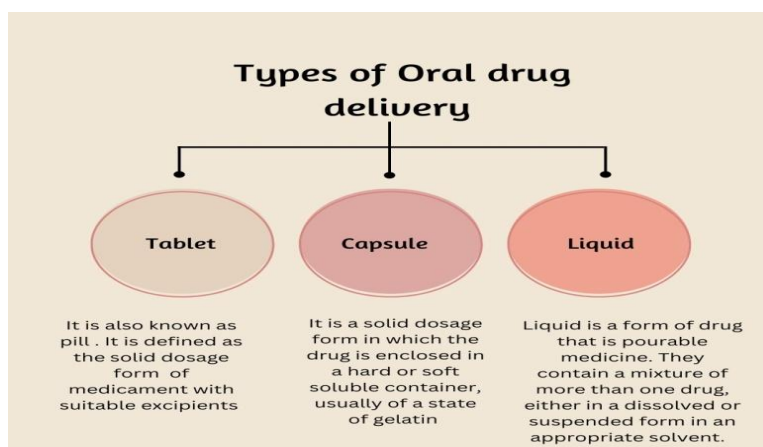 Types of Oral drug
delivery
Tablet
Capsule
Liquid
It is also known as
pill . It is defined as
the solid dosage
form of
medicament with
suitable excipients
It is a solid dosage
form in which the
drug is enclosed in
a hard or soft
soluble container,
usually of a state
of gelatin
Liquid is a form of drug
that is pourable
medicine. They
contain a mixture of
more than one drug,
either in a dissolved or
suspended form in an
appropriate solvent.